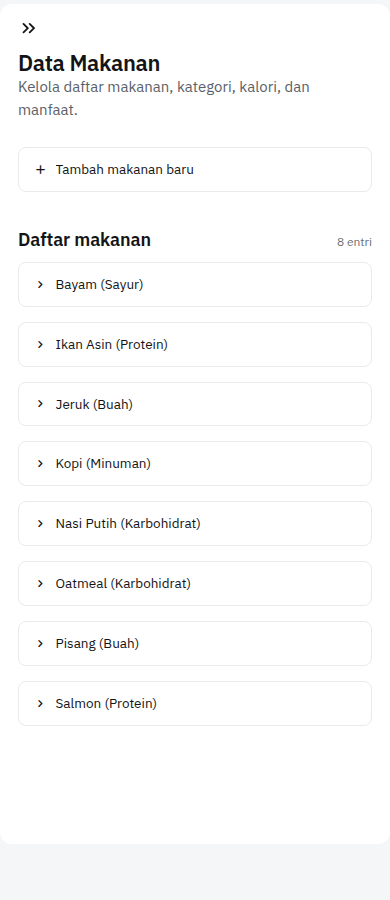 Data Makanan
Kelola daftar makanan, kategori, kalori, dan
manfaat.
Tambah makanan baru
Daftar makanan
8 entri
Bayam (Sayur)
Ikan Asin (Protein)
Jeruk (Buah)
Kopi (Minuman)
Nasi Putih (Karbohidrat)
Oatmeal (Karbohidrat)
Pisang (Buah)
Salmon (Protein)